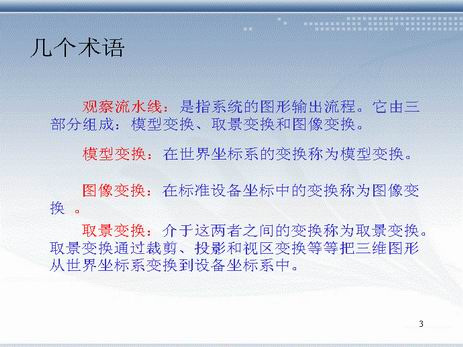 几个术语
观察流水线：是指系统的图形输出流程。它由三
部分组成：模型变换、取景变换和图像变换。
模型变换：在世界坐标系的变换称为模型变换。
图像变换：在标准设备坐标中的变换称为图像变
换 。
取景变换：介于这两者之间的变换称为取景变换。
取景变换通过裁剪、投影和视区变换等等把三维图形
从世界坐标系变换到设备坐标系中。
3